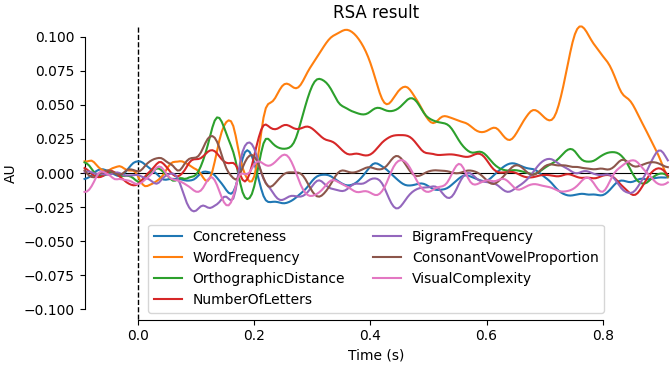 RSA result
0.100
0.075
0.050
0.025
0.000
−0.025
−0.050
−0.075
−0.100
AU
Concreteness
WordFrequency
OrthographicDistance
NumberOfLetters
BigramFrequency
ConsonantVowelProportion
VisualComplexity
0.0 0.2 0.4 0.6 0.8
Time (s)